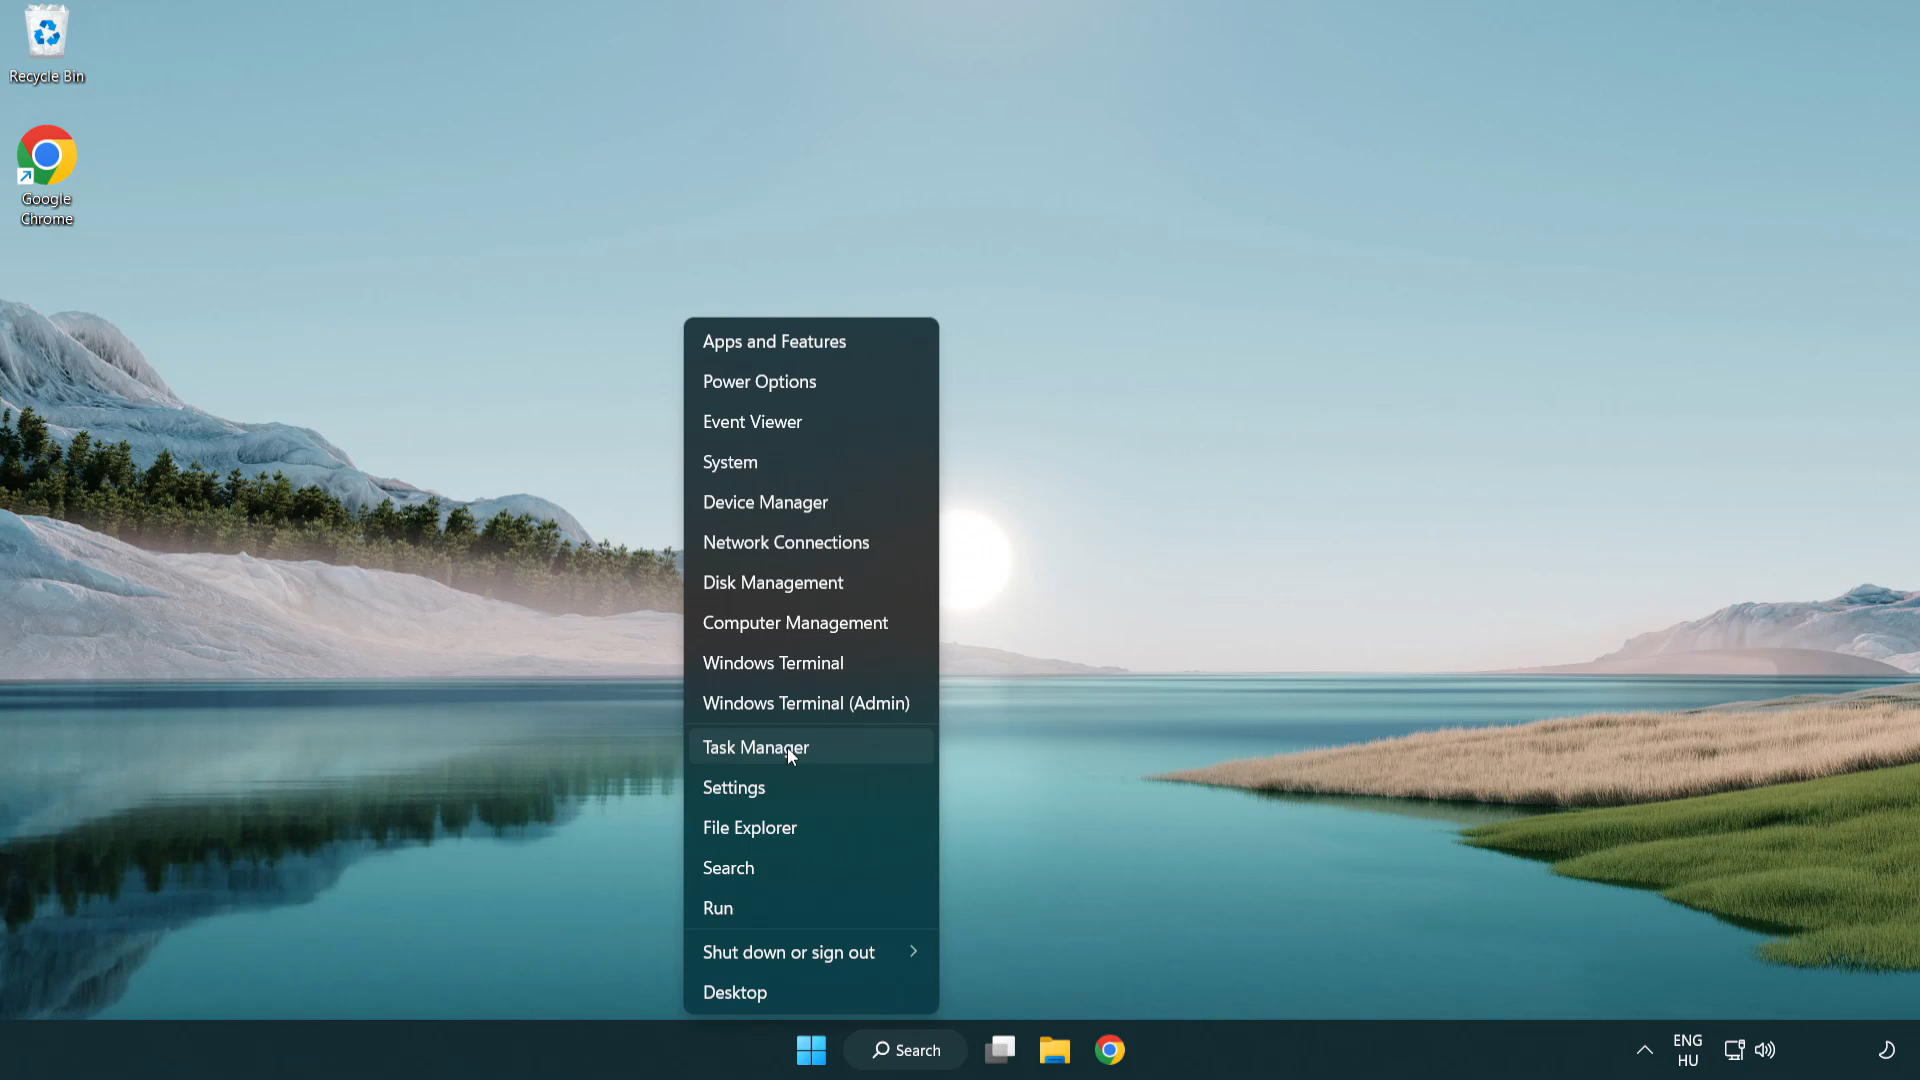 Recycle Bin
Google
Chrome
Apps and Features
Power Options
Event Viewer
System
Device Manager
Network Connections
Disk Management
Computer Management
Windows Terminal
Windows Terminal (Admin)
Task Manager
Settings
File Explorer
Search
Run
Shut down or sign out
Desktop
Search
ENG
HU